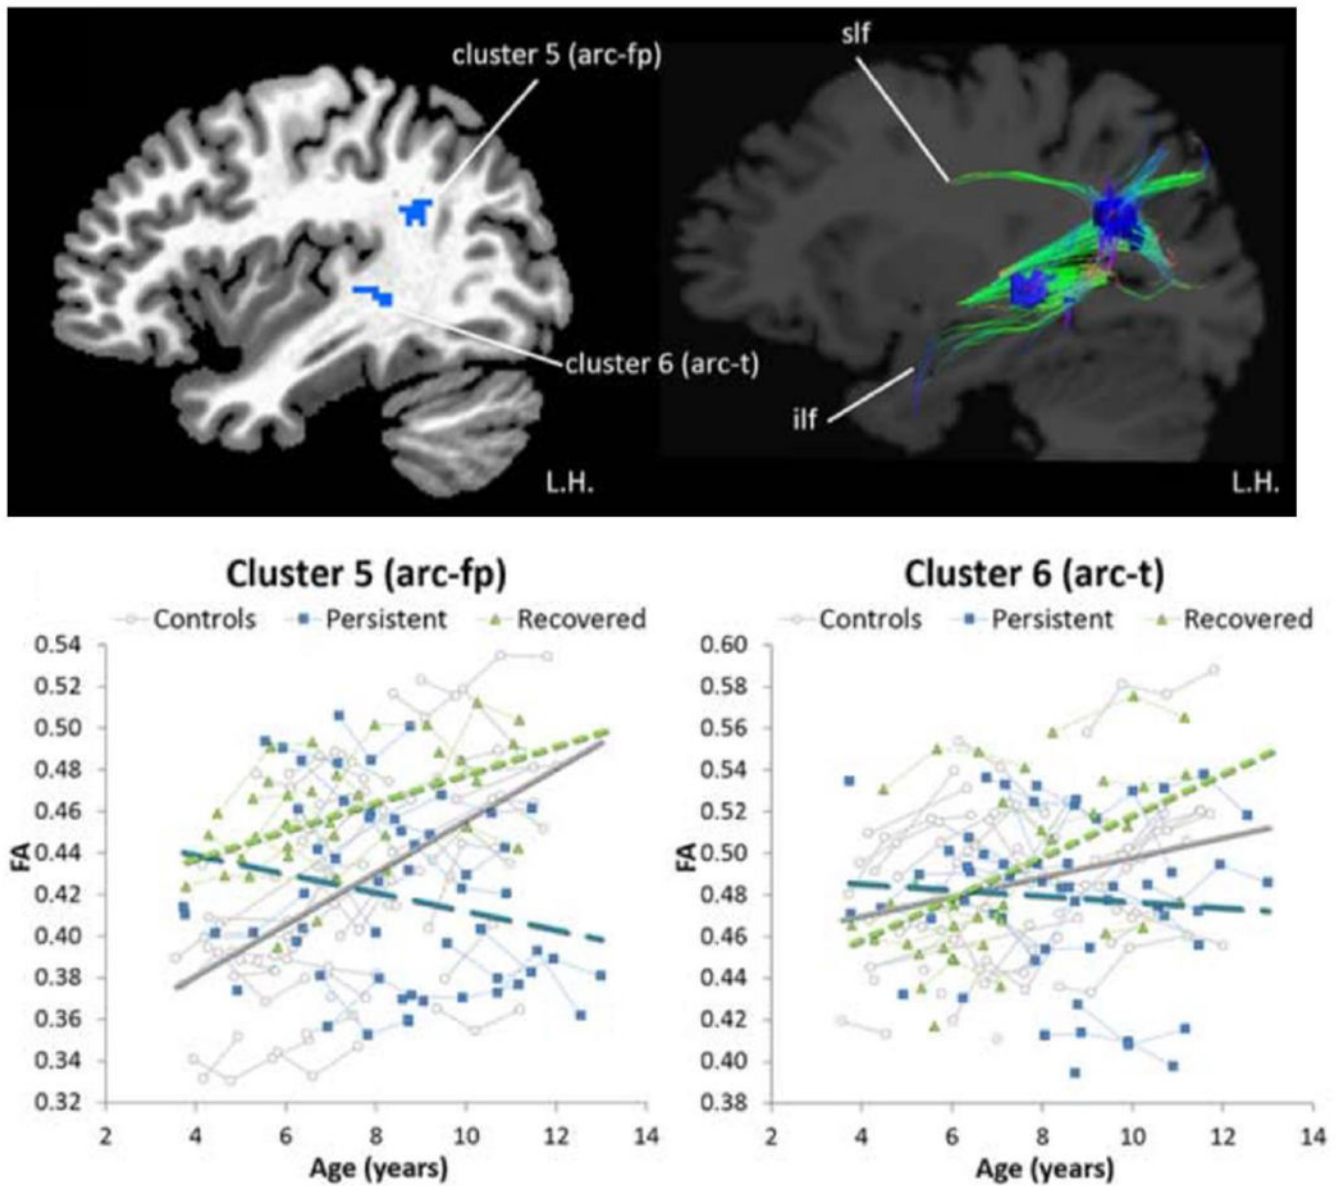 slf
cluster 5 (arc-fp)
cluster 6 (arc-t)
ilf
L.H.
L.H.
Cluster 5 (arc-fp)
Controls Persistent Recovered
0.54
0.52
0.50
0.48
0.46
0.44
0.42
0.40
0.38
0.36
0.34
0.32
FA
2 4 6 8 10 12 14
Age (years)
Cluster 6 (arc-t)
Controls Persistent Recovered
0.60
0.58
0.56
0.54
0.52
0.50
0.48
0.46
0.44
0.42
0.40
0.38
FA
2 4 6 8 10 12 14
Age (years)